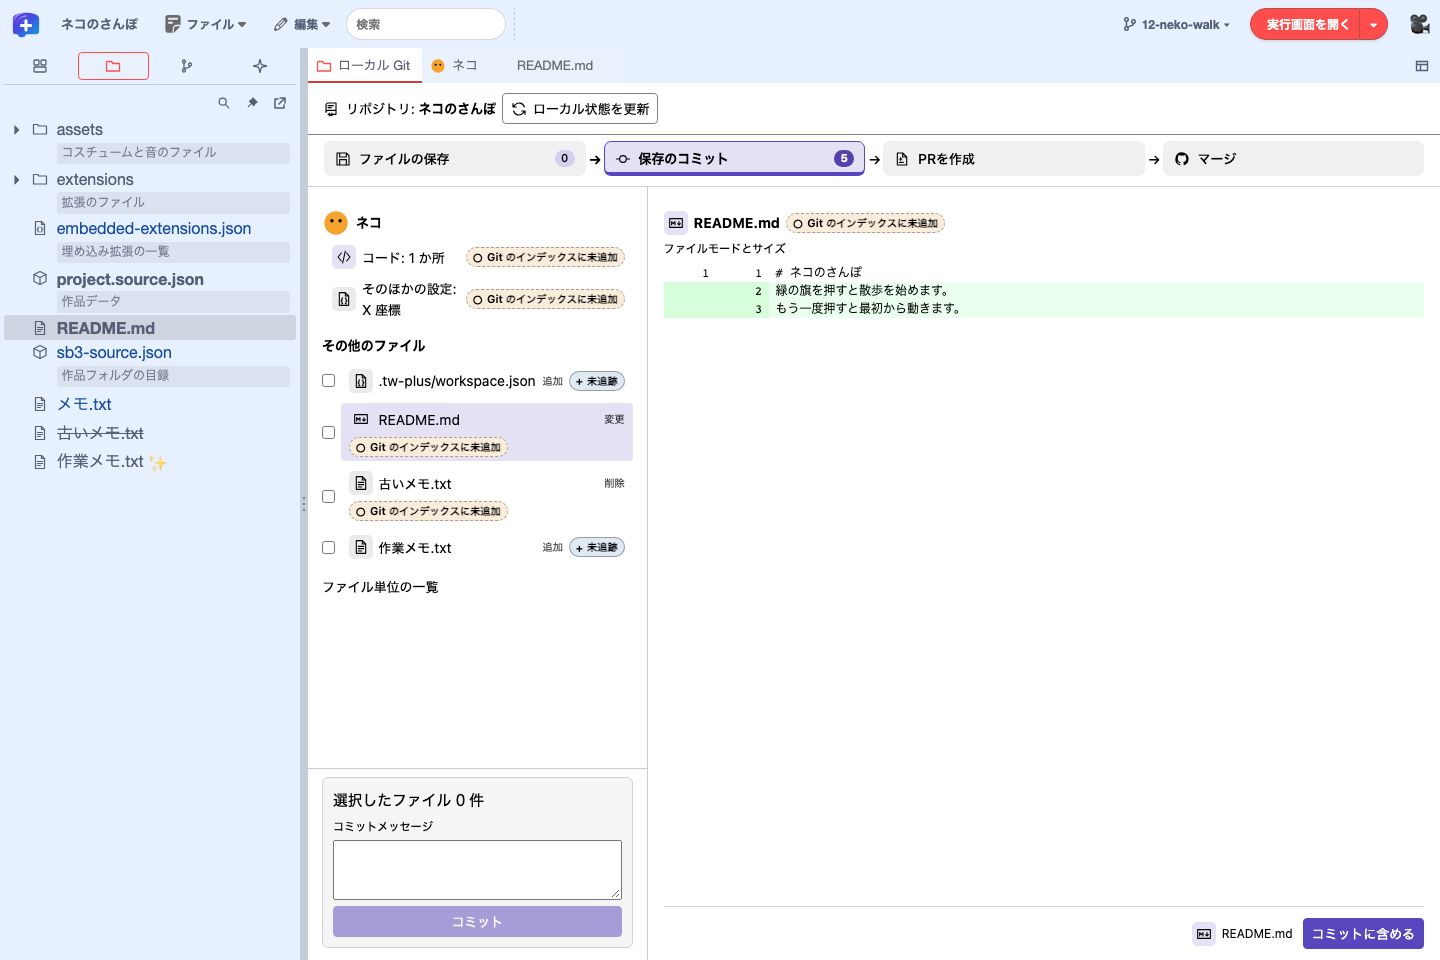 ネコのさんぽ
ファイル
編集
検索
12-neko-walk
実行画面を開く
ローカル Git
ネコ
README.md
リポジトリ: ネコのさんぽ
ローカル状態を更新
ファイルの保存 0
保存のコミット 5
PRを作成
マージ
assets
コスチュームと音のファイル
extensions
拡張のファイル
embedded-extensions.json
埋め込み拡張の一覧
project.source.json
作品データ
README.md
sb3-source.json
作品フォルダの目録
メモ.txt
古いメモ.txt
作業メモ.txt ✨
ネコ
コード: 1 か所
Git のインデックスに未追加
そのほかの設定:
X 座標
Git のインデックスに未追加
その他のファイル
.tw-plus/workspace.json 追加 + 未追跡
README.md 変更
Git のインデックスに未追加
古いメモ.txt 削除
Git のインデックスに未追加
作業メモ.txt 追加 + 未追跡
ファイル単位の一覧
選択したファイル 0 件
コミットメッセージ
コミット
README.md Git のインデックスに未追加
ファイルモードとサイズ
1 1 # ネコのさんぽ
2 緑の旗を押すと散歩を始めます。
3 もう一度押すと最初から動きます。
README.md コミットに含める